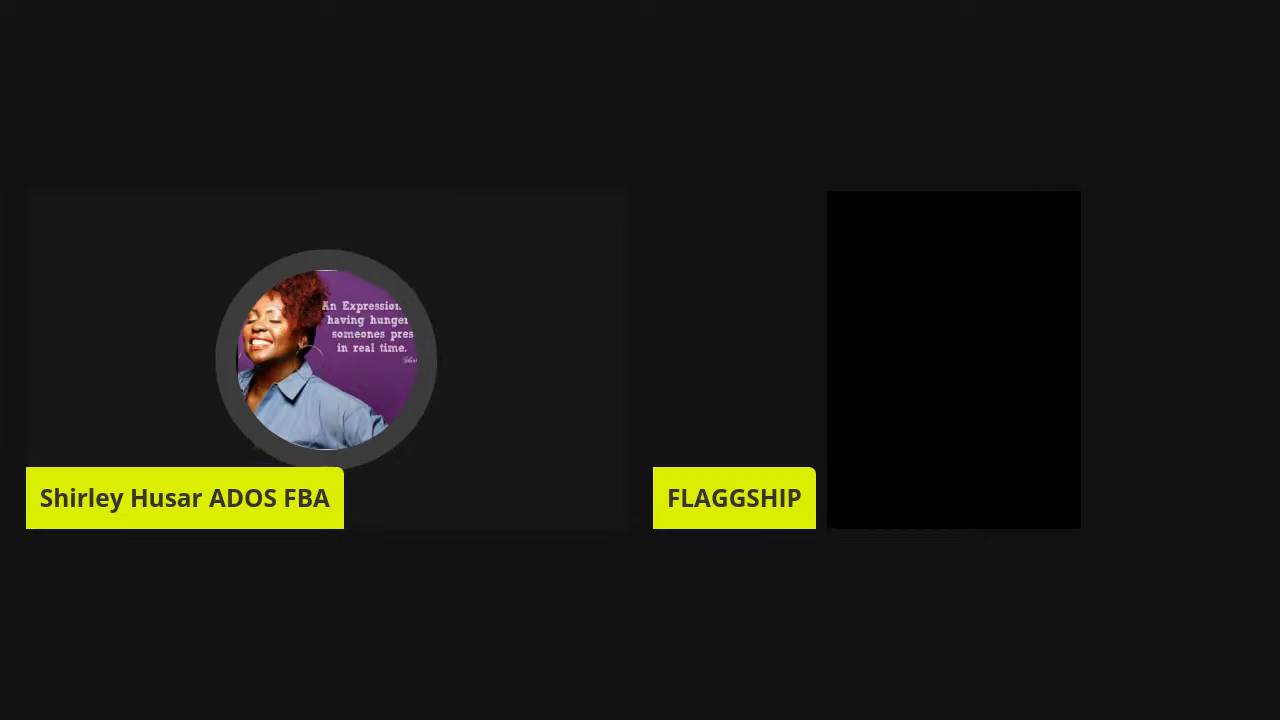 An Expression
having hunger
someones pres
in real time.
Shirley Husar ADOS FBA
FLAGGSHIP